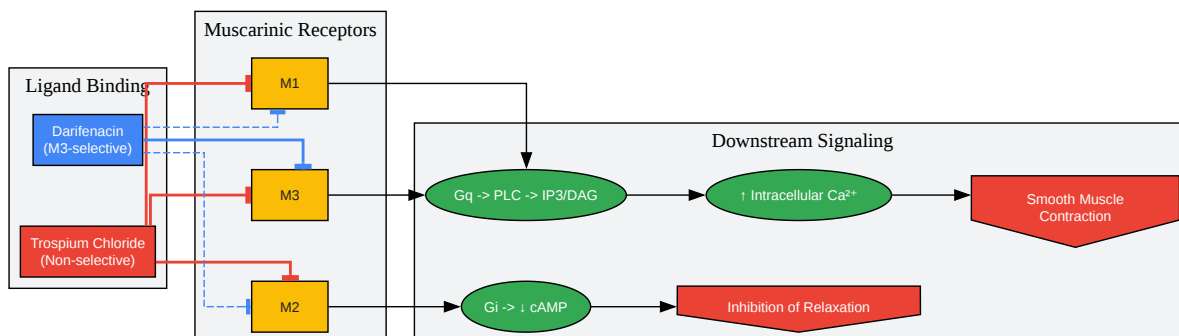 Muscarinic Receptors
Ligand Binding
M1
Darifenacin
(M3-selective)
Downstream Signaling
M3
Gq -> PLC -> IP3/DAG
↑ Intracellular Ca²⁺
Smooth Muscle
Contraction
Trospium Chloride
(Non-selective)
M2
Gi -> ↓ cAMP
Inhibition of Relaxation